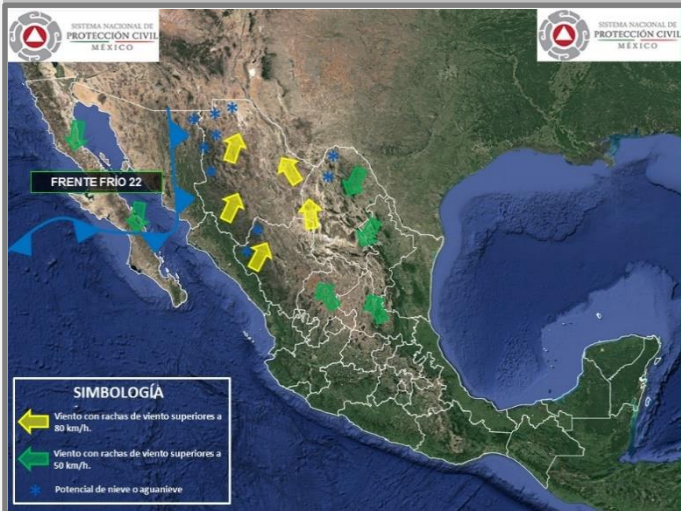 SISTEMA NACIONAL DE
PROTECCIÓN CIVIL
MÉXICO
SISTEMA NACIONAL DE
PROTECCIÓN CIVIL
MÉXICO
FRENTE FRÍO 22
SIMBOLOGÍA
Viento con rachas de viento superiores a
80 km/h.
Viento con rachas de viento superiores a
50 km/h.
Potencial de nieve o aguanieve